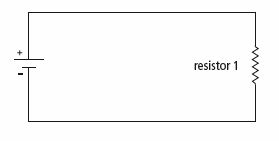 +
resistor 1
-